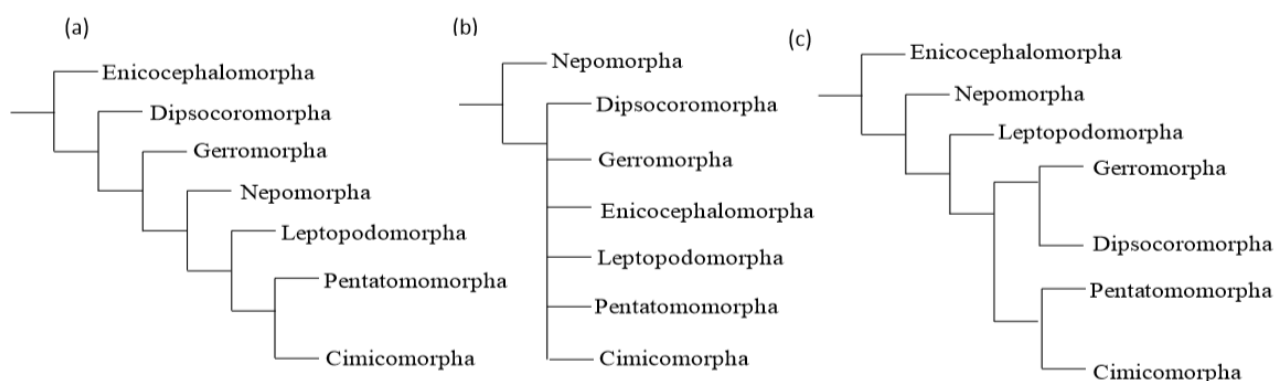 (a)
Enicocephalomorpha
Dipsocoromorpha
Gerromorpha
Nepomorpha
Leptopodomorpha
Pentatomomorpha
Cimicomorpha
(b)
Nepomorpha
Dipsocoromorpha
Gerromorpha
Enicocephalomorpha
Leptopodomorpha
Pentatomomorpha
Cimicomorpha
(c)
Enicocephalomorpha
Nepomorpha
Leptopodomorpha
Gerromorpha
Dipsocoromorpha
Pentatomomorpha
Cimicomorpha